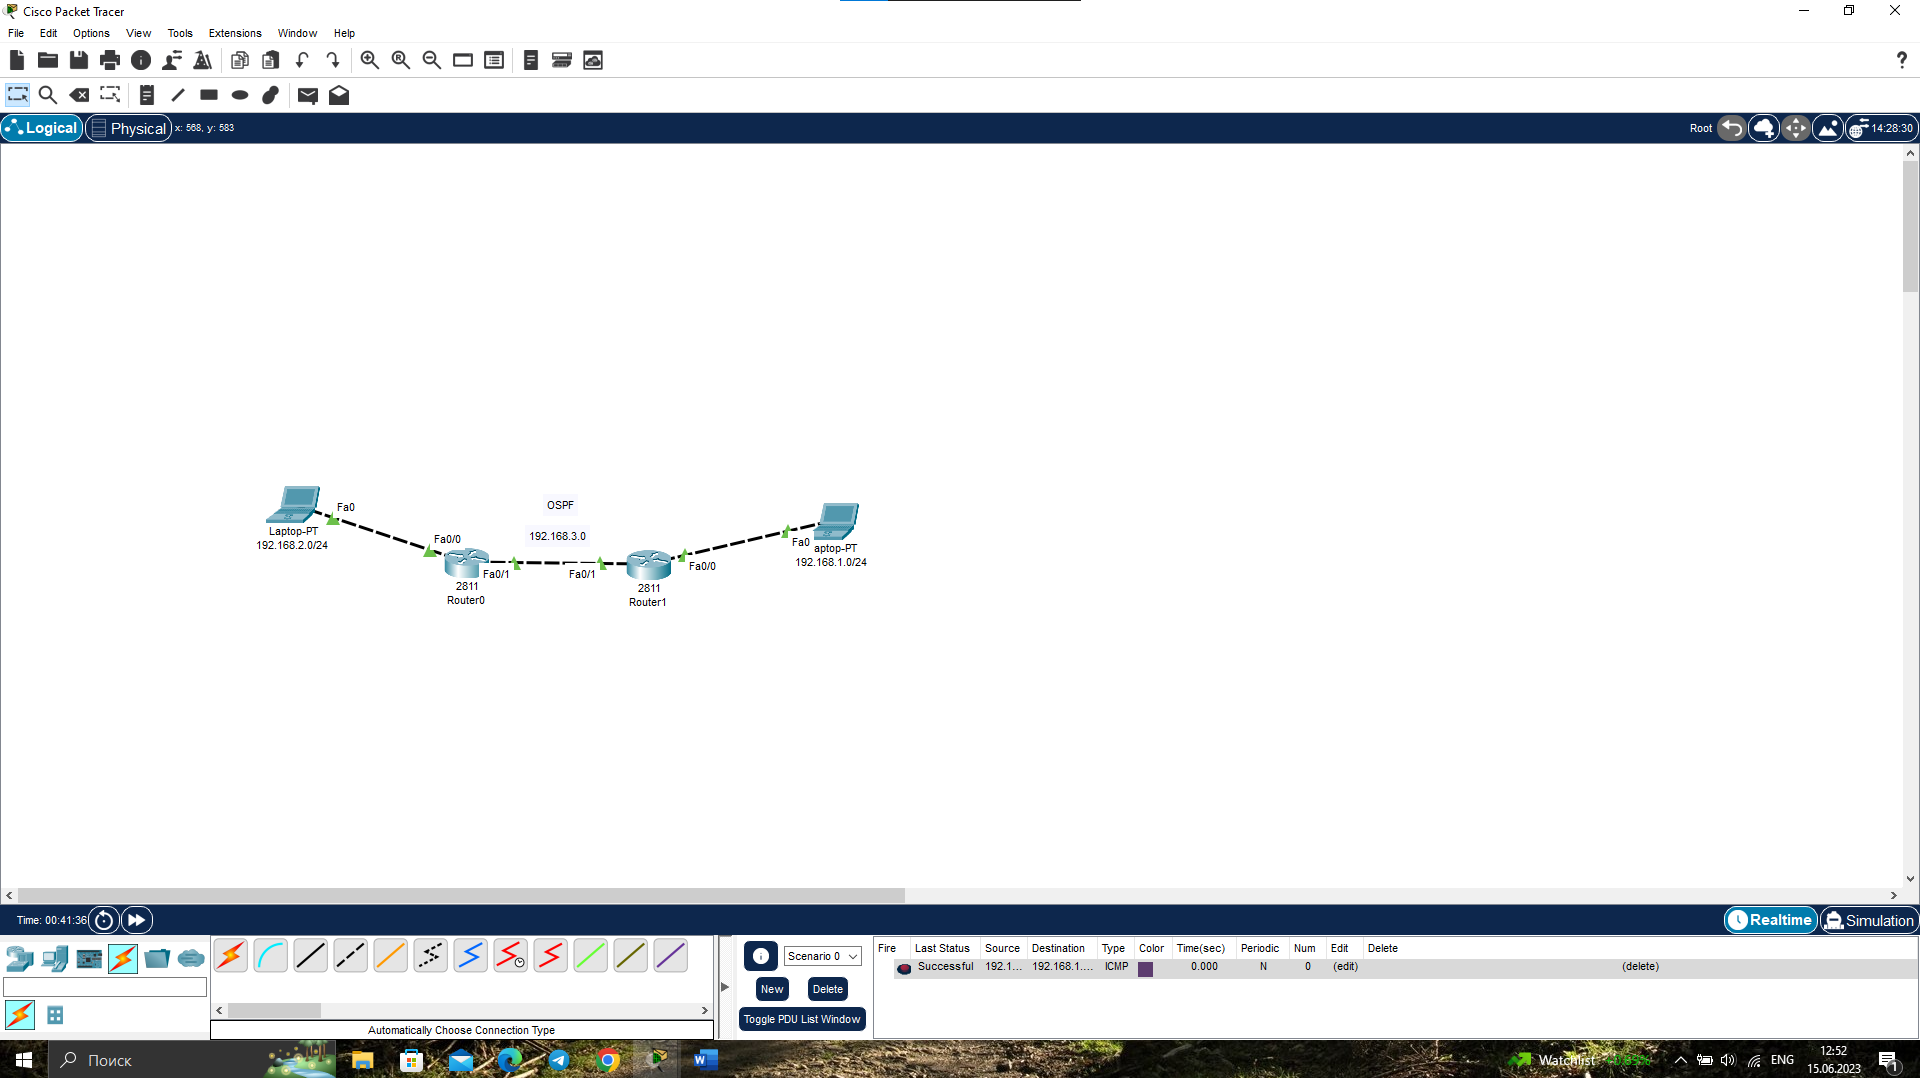 Cisco Packet Tracer
File Edit Options View Tools Extensions Window Help
Logical Physical x: 568, y: 583 Root 14:28:30
OSPF
192.168.3.0
Fa0
Laptop-PT
192.168.2.0/24
Fa0/0
Fa0/1
2811
Router0
Fa0/1
2811
Router1
Fa0/0
Fa0
aptop-PT
192.168.1.0/24
Time: 00:41:36 Realtime Simulation
Automatically Choose Connection Type
Scenario 0
New Delete
Toggle PDU List Window
Fire Last Status Source Destination Type Color Time(sec) Periodic Num Edit Delete
Successful 192.1... 192.168.1.... ICMP 0.000 N 0 (edit) (delete)
Поиск
Watchlist +0.69%
ENG
12:52
15.06.2023
1